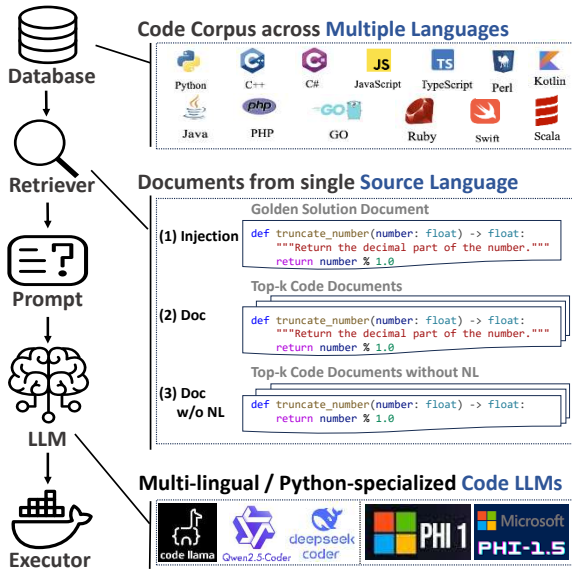 Code Corpus across Multiple Languages
Database
Python
C++
C#
JS
JavaScript
TS
TypeScript
Perl
Kotlin
Java
php
PHP
GO
GO
Ruby
Swift
Scala
Retriever
Documents from single Source Language
Golden Solution Document
(1) Injection
def truncate_number(number: float) -> float:
"""Return the decimal part of the number."""
return number % 1.0
Prompt
Top-k Code Documents
(2) Doc
def truncate_number(number: float) -> float:
"""Return the decimal part of the number."""
return number % 1.0
Top-k Code Documents without NL
(3) Doc
w/o NL
def truncate_number(number: float) -> float:
return number % 1.0
LLM
Multi-lingual / Python-specialized Code LLMs
code llama
Qwen2.5-Coder
deepseek
coder
PHI 1
Microsoft
PHI-1.5
Executor